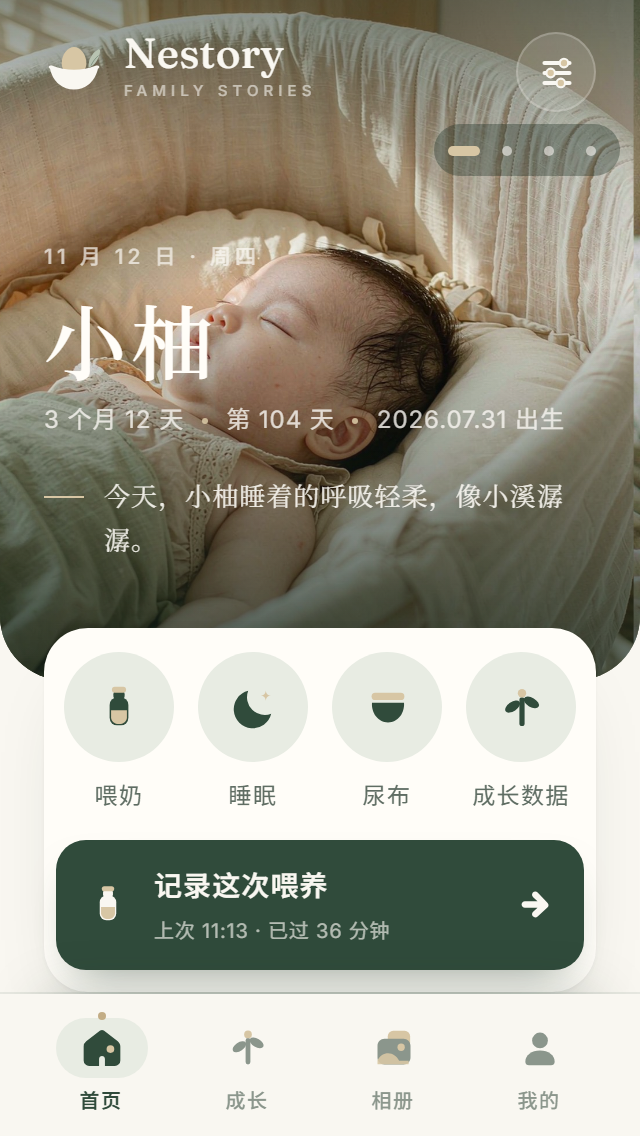 Nestory
FAMILY STORIES
11 月 12 日 · 周四
小柚
3 个月 12 天 • 第 104 天 • 2026.07.31 出生
今天，小柚睡着的呼吸轻柔，像小溪潺
潺。
喂奶
睡眠
尿布
成长数据
记录这次喂养
上次 11:13 · 已过 36 分钟
首页
成长
相册
我的